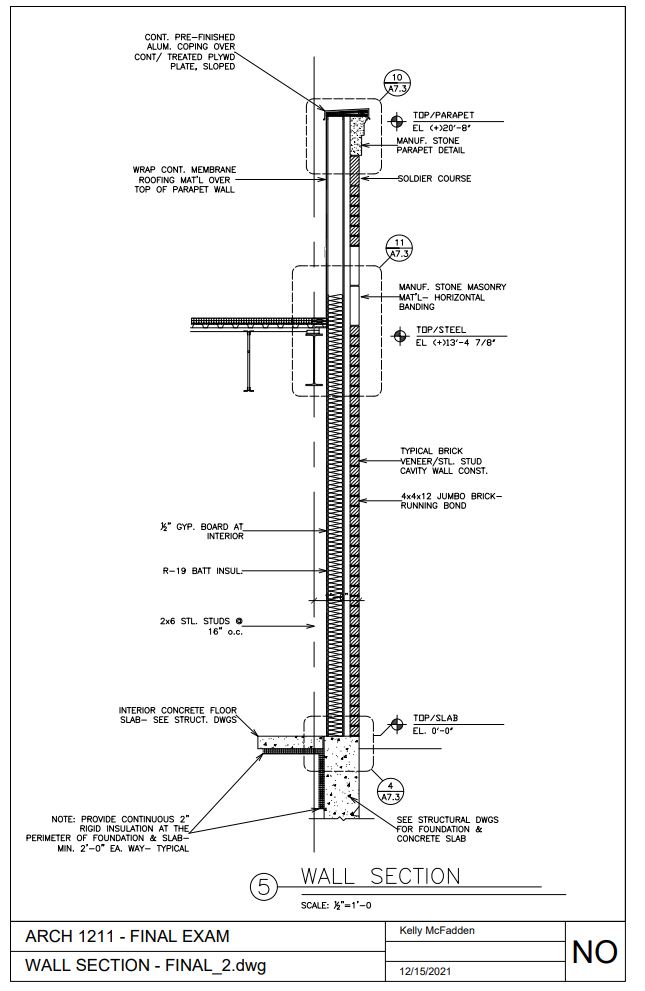 CONT. PRE-FINISHED
ALUM. COPING OVER
CONT/ TREATED PLYWD
PLATE, SLOPED
10
A7.3
TOP/PARAPET
EL (+)20'-8"
MANUF. STONE
PARAPET DETAIL
WRAP CONT. MEMBRANE
ROOFING MAT'L OVER
TOP OF PARAPET WALL
SOLDIER COURSE
11
A7.3
MANUF. STONE MASONRY
MAT'L- HORIZONTAL
BANDING
TOP/STEEL
EL (+)13'-4 7/8"
TYPICAL BRICK
VENEER/STL. STUD
CAVITY WALL CONST.
4x4x12 JUMBO BRICK-
RUNNING BOND
½" GYP. BOARD AT
INTERIOR
R-19 BATT INSUL.
2x6 STL. STUDS @
16" o.c.
INTERIOR CONCRETE FLOOR
SLAB- SEE STRUCT. DWGS
TOP/SLAB
EL. 0'-0"
4
A7.3
NOTE: PROVIDE CONTINUOUS 2"
RIGID INSULATION AT THE
PERIMETER OF FOUNDATION & SLAB-
MIN. 2'-0" EA. WAY- TYPICAL
SEE STRUCTURAL DWGS
FOR FOUNDATION &
CONCRETE SLAB
5 WALL SECTION
SCALE: ½"=1'-0
ARCH 1211 - FINAL EXAM
WALL SECTION - FINAL_2.dwg
Kelly McFadden
12/15/2021
NO